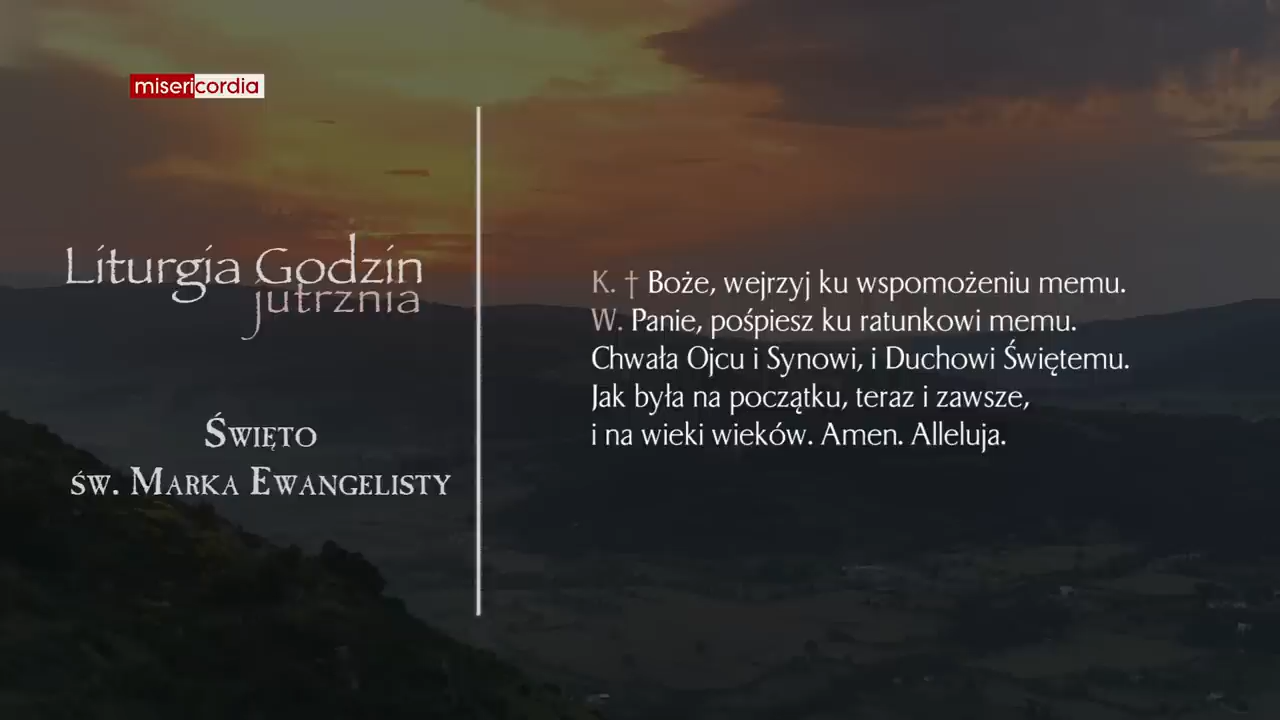 misericordia
Liturgia Godzin
jutrznia
Święto
św. Marka Ewangelisty
K. † Boże, wejrzyj ku wspomożeniu memu.
W. Panie, pośpiesz ku ratunkowi memu.
Chwała Ojcu i Synowi, i Duchowi Świętemu.
Jak była na początku, teraz i zawsze,
i na wieki wieków. Amen. Alleluja.